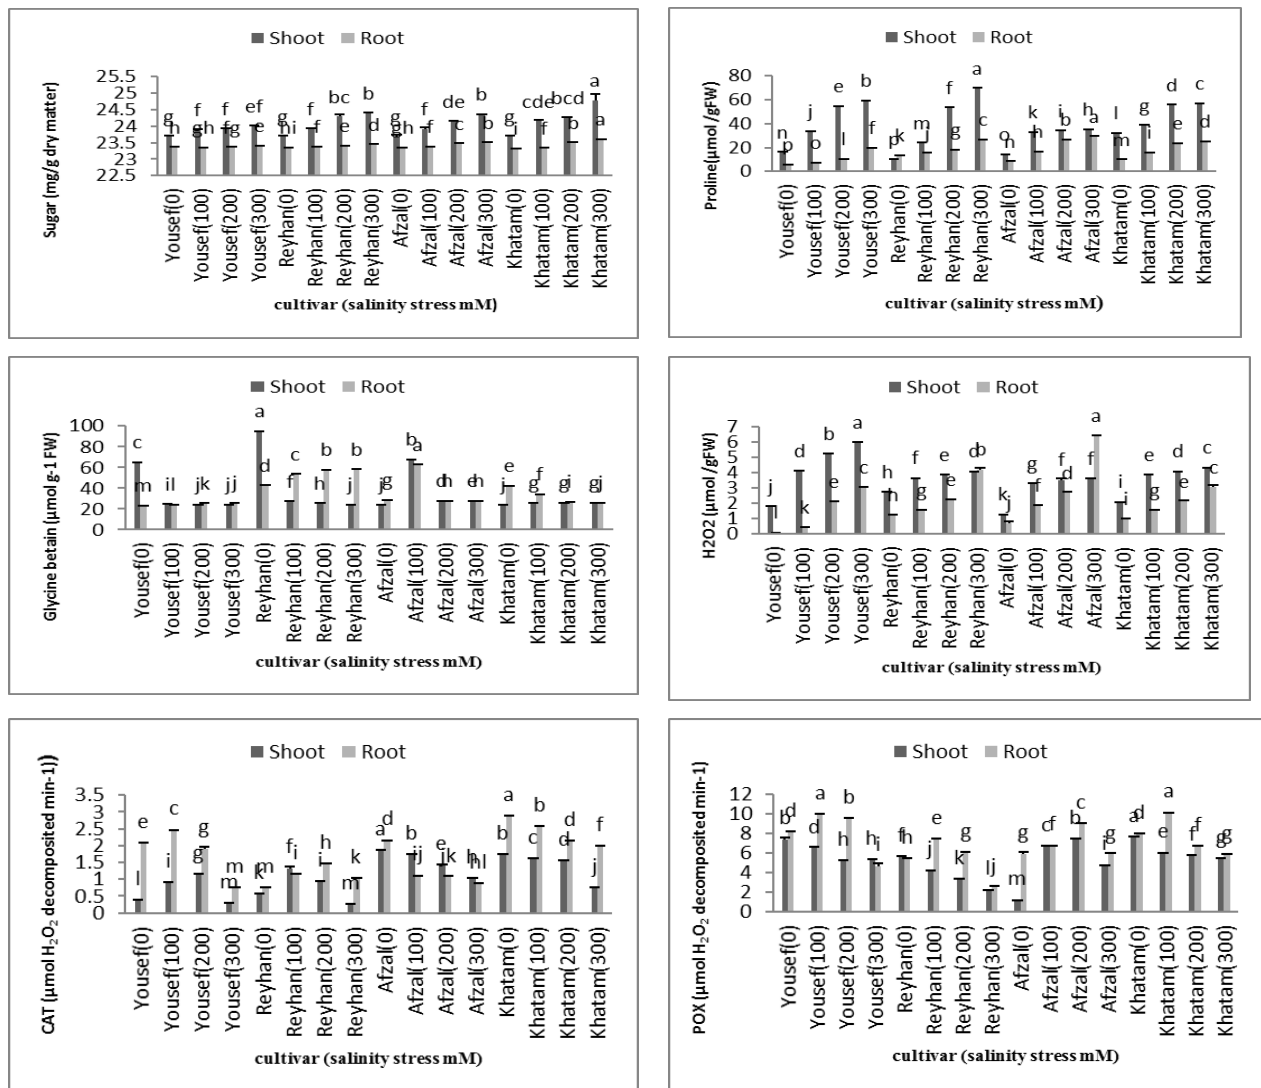 Shoot Root
Sugar (mg/g dry matter)
25.5
25
24.5
24
23.5
23
22.5
g f f ef g f bc b g f de b g cde bcd a
h gh fg e hi f e d gh f c b i f b a
Yousef(0) Yousef(100) Yousef(200) Yousef(300) Reyhan(0) Reyhan(100) Reyhan(200) Reyhan(300) Afzal(0) Afzal(100) Afzal(200) Afzal(300) Khatam(0) Khatam(100) Khatam(200) Khatam(300)
cultivar (salinity stress mM)
Shoot Root
Proline(µmol /gFW)
80
60
40
20
0
n j e b p m f a o k i h l g d c
p o l f k j g c n h b a m i e d
Yousef(0) Yousef(100) Yousef(200) Yousef(300) Reyhan(0) Reyhan(100) Reyhan(200) Reyhan(300) Afzal(0) Afzal(100) Afzal(200) Afzal(300) Khatam(0) Khatam(100) Khatam(200) Khatam(300)
cultivar (salinity stress mM)
Shoot Root
Glycine betain (µmol g-1 FW)
100
80
60
40
20
0
Yousef(0) Yousef(100) Yousef(200) Yousef(300) Reyhan(0) Reyhan(100) Reyhan(200) Reyhan(300) Afzal(0) Afzal(100) Afzal(200) Afzal(300) Khatam(0) Khatam(100) Khatam(200) Khatam(300)
cultivar (salinity stress mM)
Shoot Root
H2O2 (µmol /gFW)
7
6
5
4
3
2
1
0
j d b a g f e d k g f f i e d c
l k e c h g e b j f d a i g e c
Yousef(0) Yousef(100) Yousef(200) Yousef(300) Reyhan(0) Reyhan(100) Reyhan(200) Reyhan(300) Afzal(0) Afzal(100) Afzal(200) Afzal(300) Khatam(0) Khatam(100) Khatam(200) Khatam(300)
cultivar (salinity stress mM)
Shoot Root
CAT (µmol H₂O₂ decomposited min-1))
3.5
3
2.5
2
1.5
1
0.5
0
l i g m k f i m a b e h b c d j
e c g m m i h k d ij jk hl a b g f
Yousef(0) Yousef(100) Yousef(200) Yousef(300) Reyhan(0) Reyhan(100) Reyhan(200) Reyhan(300) Afzal(0) Afzal(100) Afzal(200) Afzal(300) Khatam(0) Khatam(100) Khatam(200) Khatam(300)
cultivar (salinity stress mM)
Shoot Root
POX (µmol H₂O₂ decomposited min-1)
12
10
8
6
4
2
0
b d h h f j k l m c b i a e f g
d a b i h e g j g f c g d a f g
Yousef(0) Yousef(100) Yousef(200) Yousef(300) Reyhan(0) Reyhan(100) Reyhan(200) Reyhan(300) Afzal(0) Afzal(100) Afzal(200) Afzal(300) Khatam(0) Khatam(100) Khatam(200) Khatam(300)
cultivar (salinity stress mM)